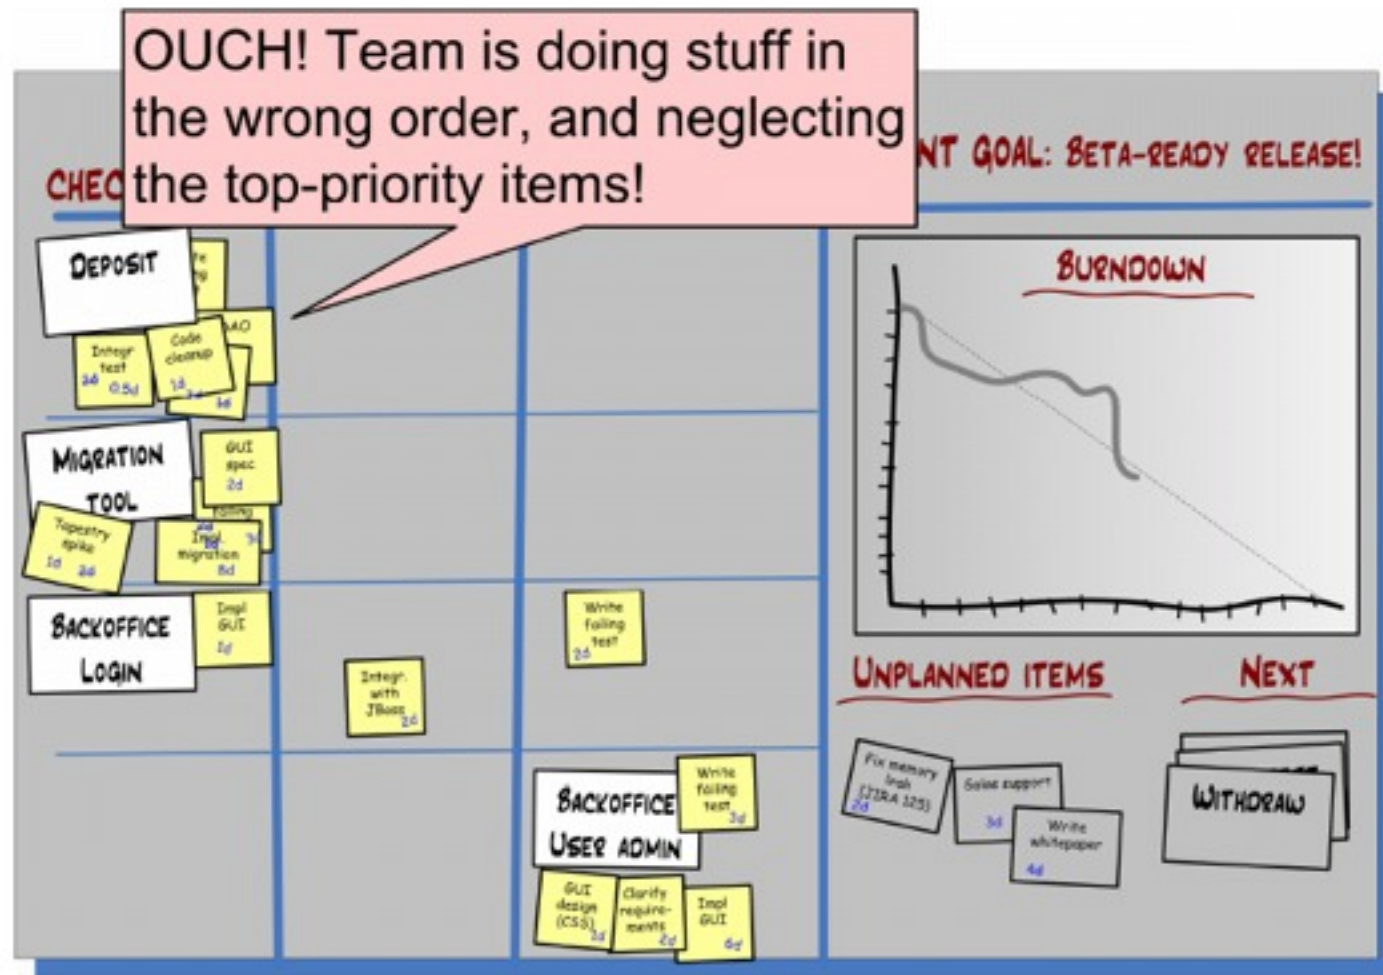 OUCH! Team is doing stuff in
the wrong order, and neglecting
the top-priority items!
CHEC
NT GOAL: BETA-READY RELEASE!
DEPOSIT
Integr
test
0.5d
Code
cleanup
1d
MIGRATION
TOOL
GUI
spec
2d
failing
Tapestry
spike
1d 2d
Impl.
migration
8d
BACKOFFICE
LOGIN
Impl
GUI
1d
Integr.
with
JBoss
2d
Write
failing
test
2d
BACKOFFICE
USER ADMIN
Write
failing
test
3d
GUI
design
(CSS)
1d
Clarify
require-
ments
2d
Impl
GUI
6d
BURNDOWN
UNPLANNED ITEMS
NEXT
Fix memory
leak
(JIRA 125)
2d
Sales support
3d
Write
whitepaper
4d
WITHDRAW